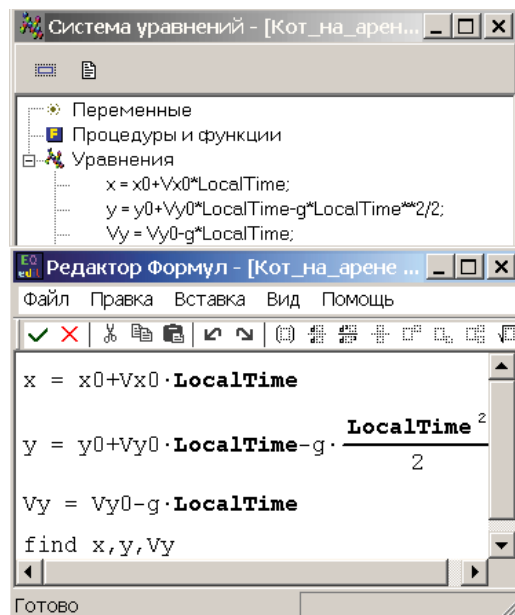 Система уравнений - [Кот_на_арен...
Переменные
Процедуры и функции
Уравнения
x = x0+Vx0*LocalTime;
y = y0+Vy0*LocalTime-g*LocalTime**2/2;
Vy = Vy0-g*LocalTime;
EQ edit Редактор Формул - [Кот_на_арене ...
Файл Правка Вставка Вид Помощь
x = x0+Vx0·LocalTime
y = y0+Vy0·LocalTime-g·LocalTime²/2
Vy = Vy0-g·LocalTime
find x,y,Vy
Готово